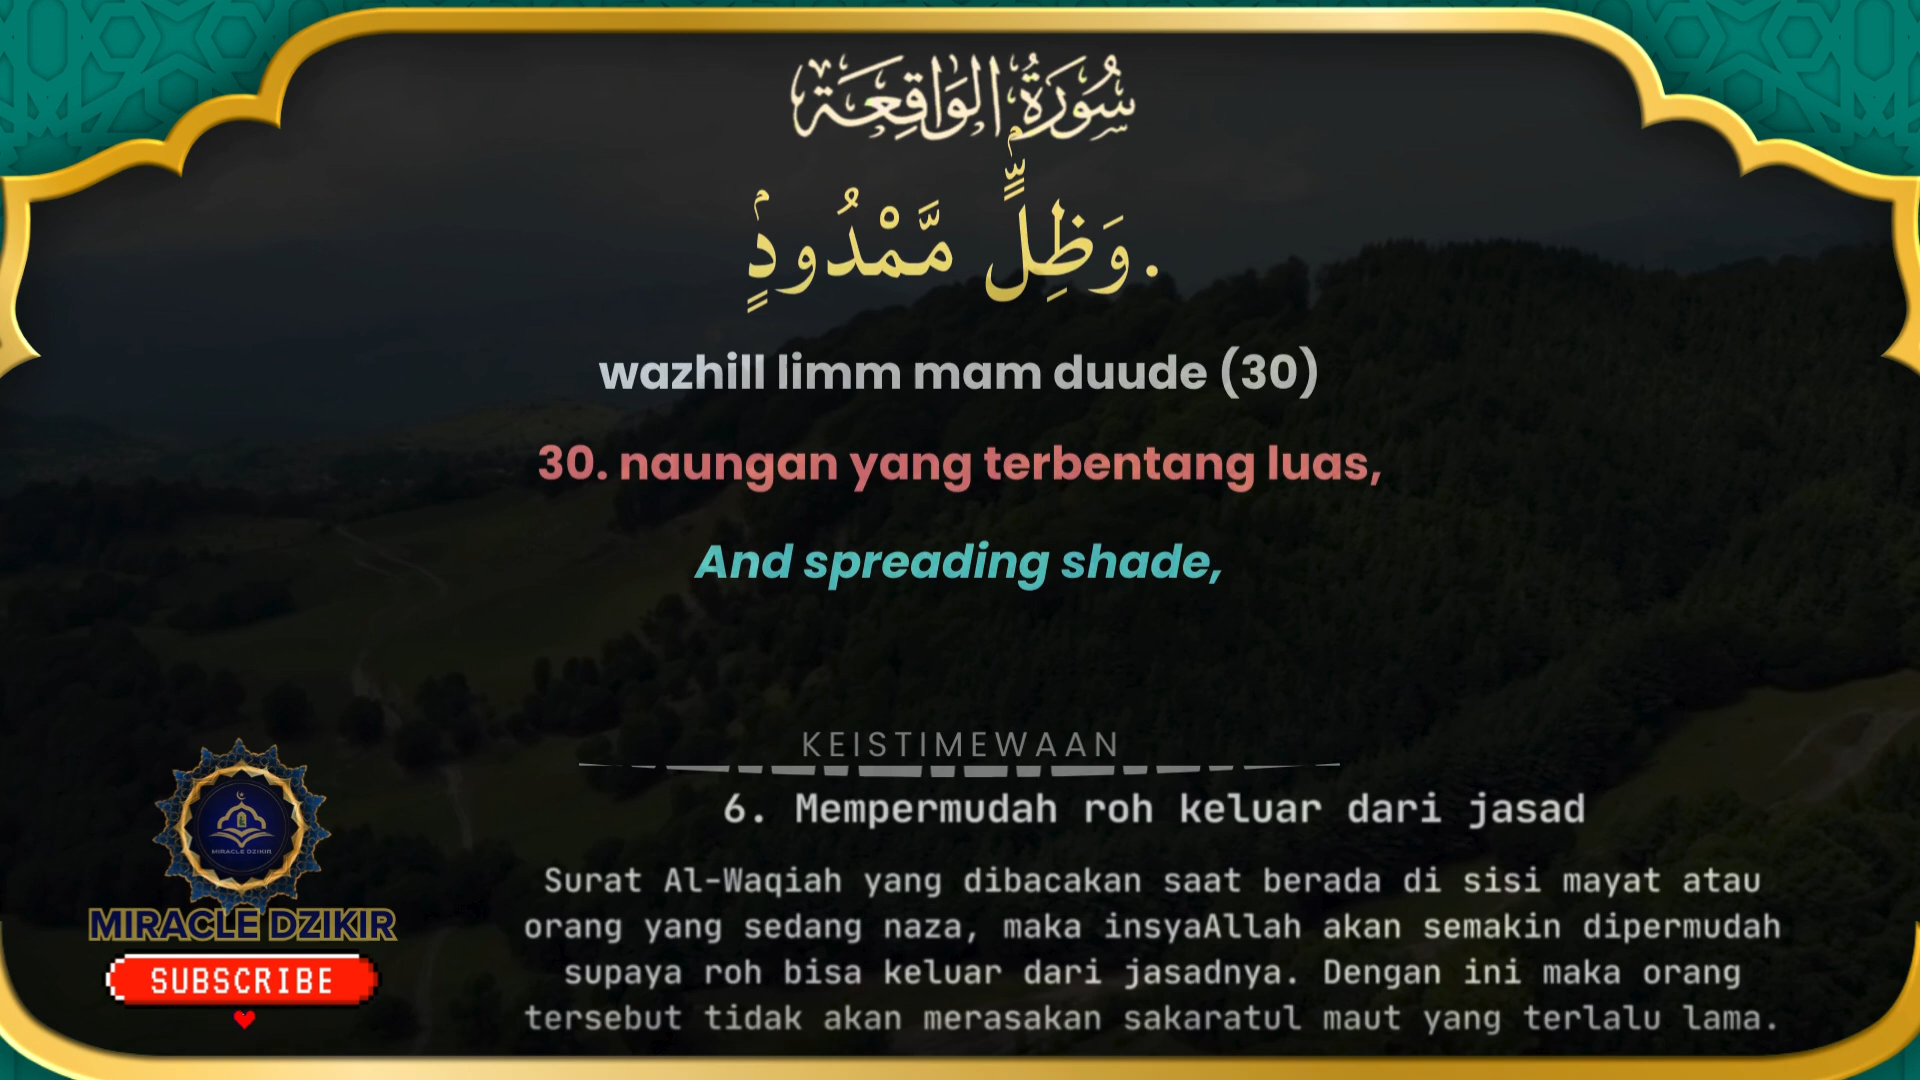 سُورَةُ الوَاقِعَة
وَظِلٍّۢ مَّمْدُودٍۢ.
wazhill limm mam duude (30)
30. naungan yang terbentang luas,
And spreading shade,
KEISTIMEWAAN
6. Mempermudah roh keluar dari jasad
Surat Al-Waqiah yang dibacakan saat berada di sisi mayat atau
orang yang sedang naza, maka insyaAllah akan semakin dipermudah
supaya roh bisa keluar dari jasadnya. Dengan ini maka orang
tersebut tidak akan merasakan sakaratul maut yang terlalu lama.
MIRACLE DZIKIR
MIRACLE DZIKIR
SUBSCRIBE